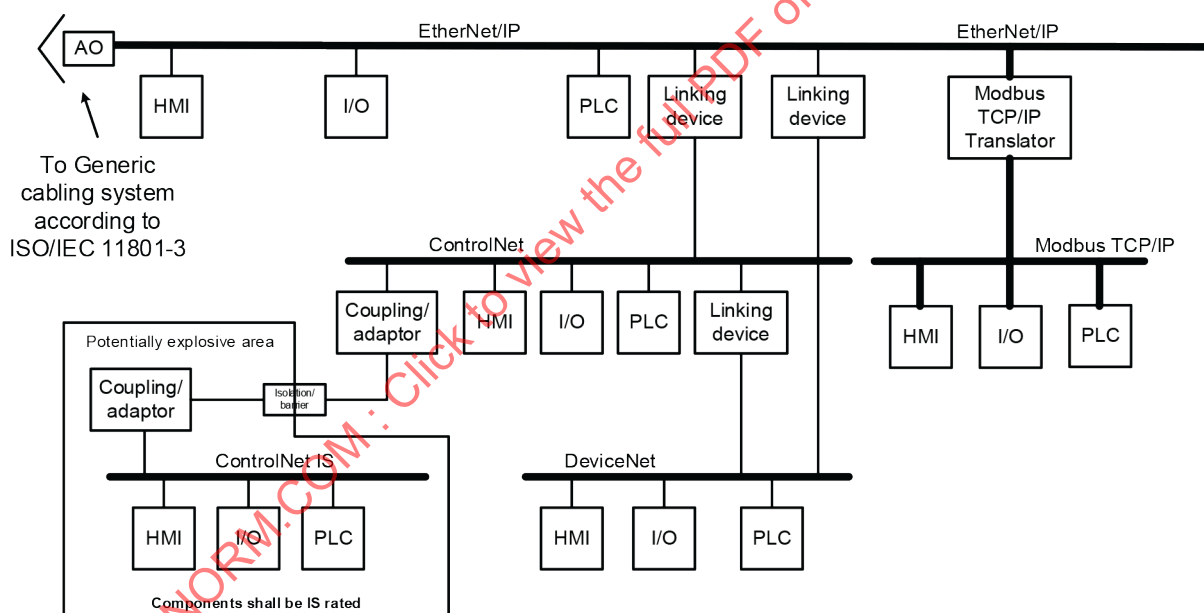 EtherNet/IP
EtherNet/IP
AO
HMI
I/O
PLC
Linking
device
Linking
device
Modbus
TCP/IP
Translator
To Generic
cabling system
according to
ISO/IEC 11801-3
ControlNet
Modbus TCP/IP
Coupling/
adaptor
HMI
I/O
PLC
Linking
device
HMI
I/O
PLC
Potentially explosive area
Coupling/
adaptor
Isolation/
barrier
ControlNet IS
DeviceNet
HMI
I/O
PLC
HMI
I/O
PLC
Components shall be IS rated
NORM.COM : Click to view the full PDF of